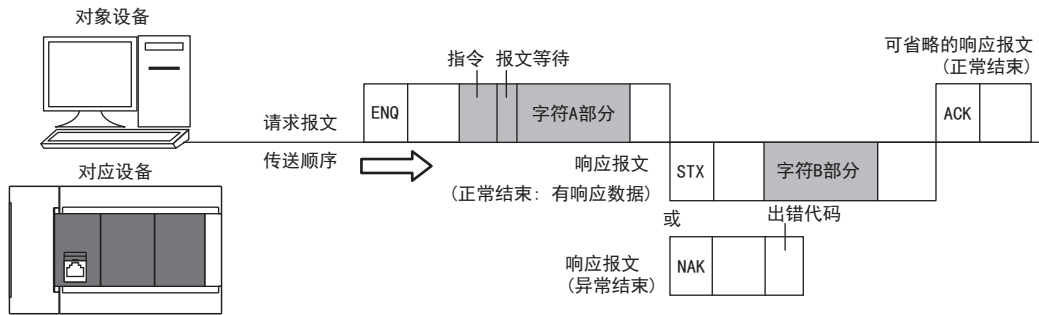 对象设备
指令 报文等待
可省略的响应报文
(正常结束)
请求报文
ENQ
字符A部分
ACK
传送顺序
对应设备
响应报文
(正常结束: 有响应数据)
STX
字符B部分
或
出错代码
响应报文
(异常结束)
NAK